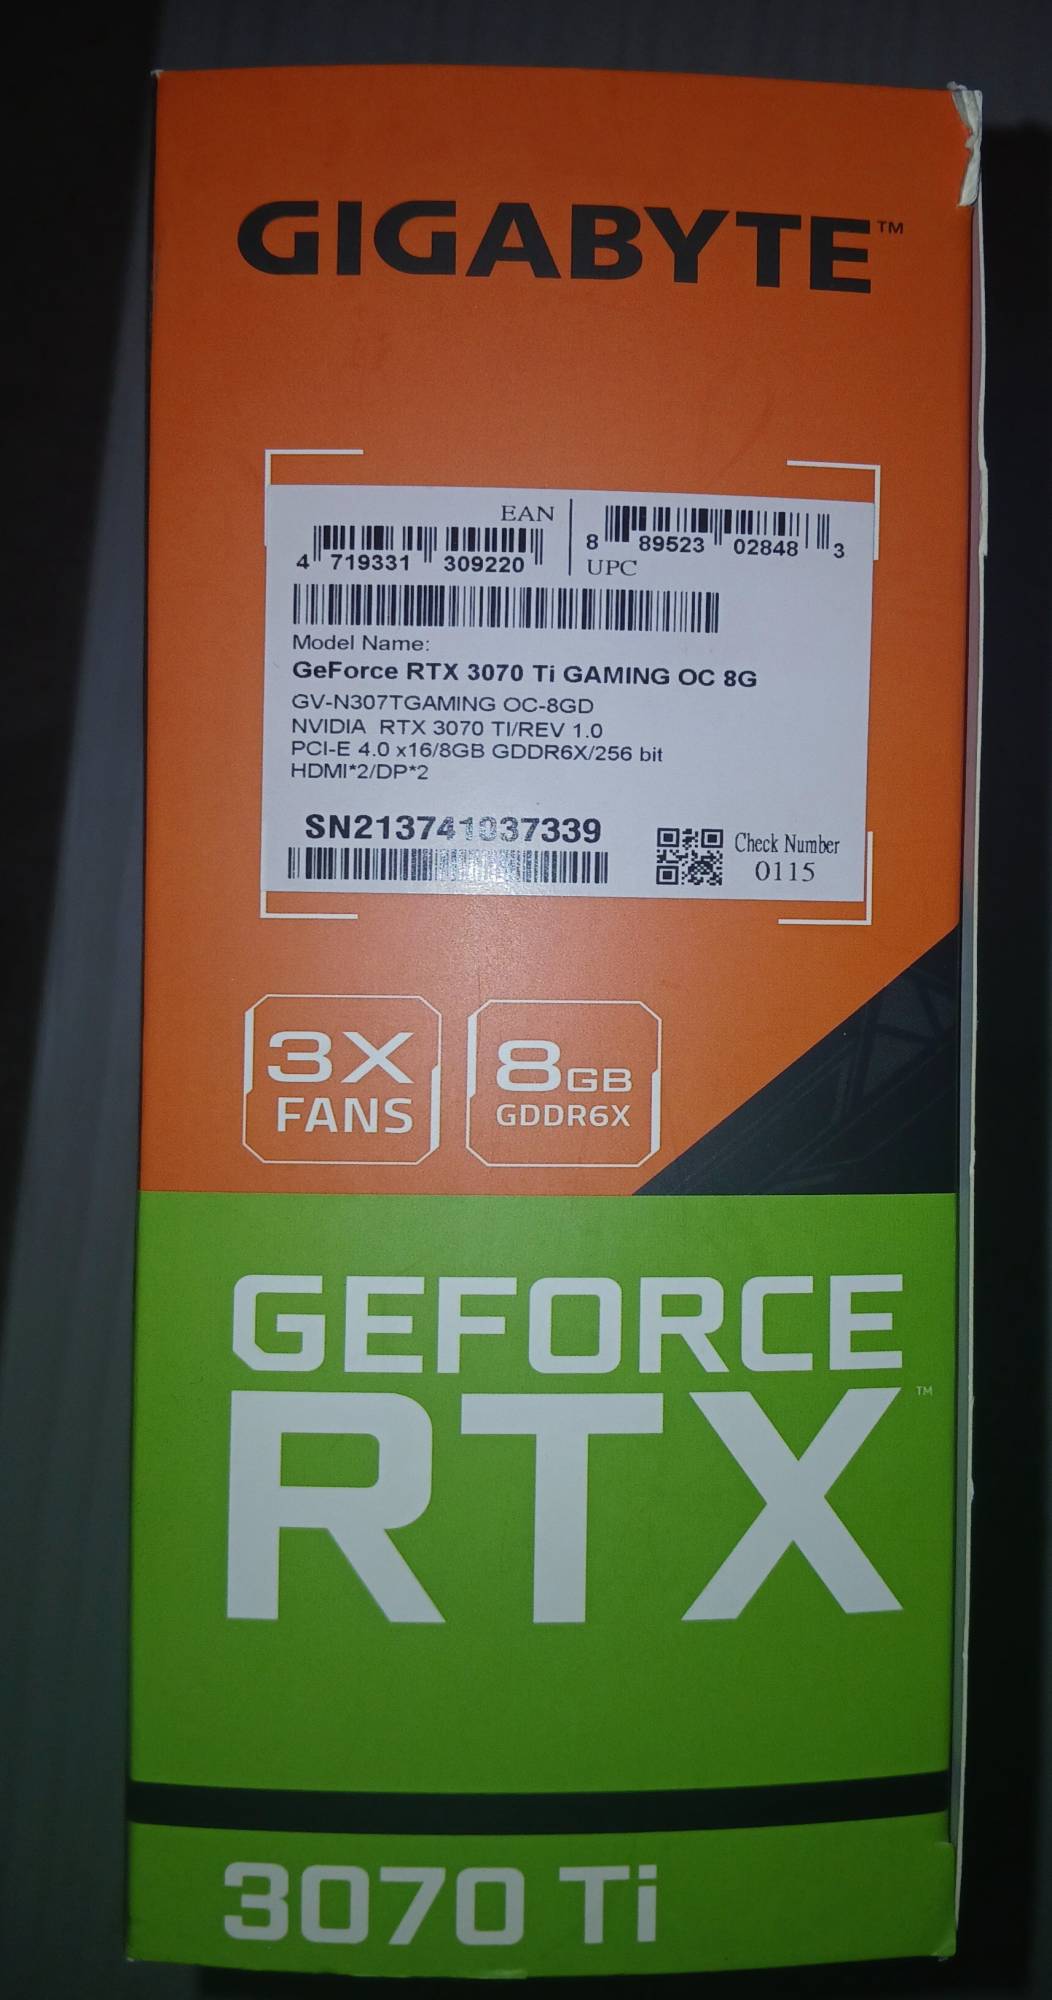 GIGABYTE™
EAN
4 719331 309220
8 89523 02848 3
UPC
Model Name:
GeForce RTX 3070 Ti GAMING OC 8G
GV-N307TGAMING OC-8GD
NVIDIA RTX 3070 TI/REV 1.0
PCI-E 4.0 x16/8GB GDDR6X/256 bit
HDMI*2/DP*2
SN213741037339
Check Number
0115
3X
FANS
8GB
GDDR6X
GEFORCE
RTX™
3070 Ti